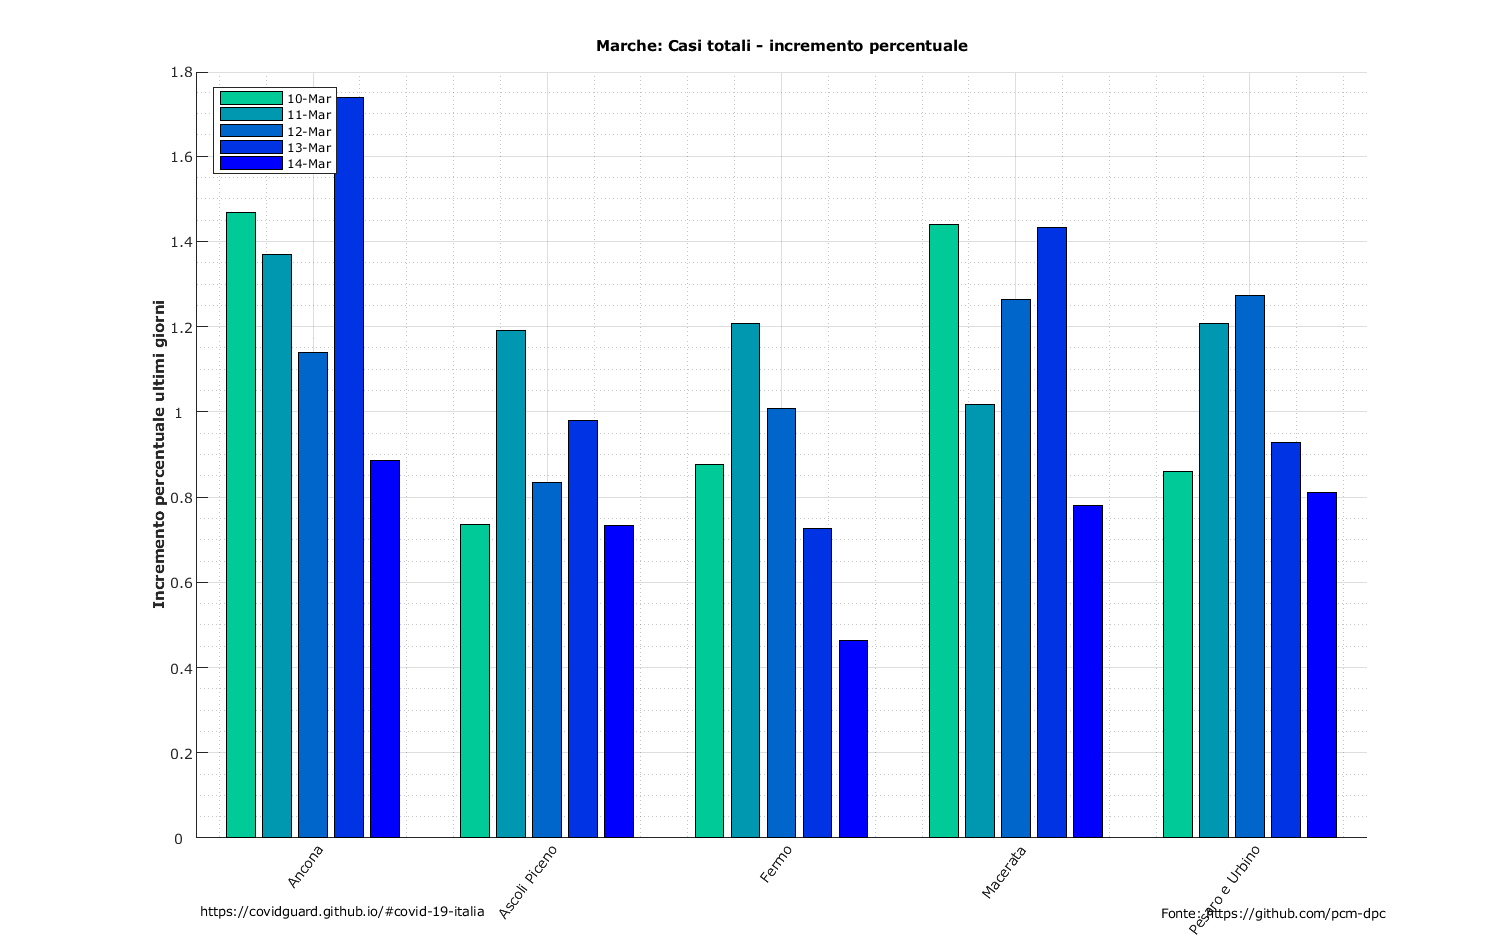 Marche: Casi totali - incremento percentuale
Incremento percentuale ultimi giorni
1.8
1.6
1.4
1.2
1
0.8
0.6
0.4
0.2
0
10-Mar
11-Mar
12-Mar
13-Mar
14-Mar
Ancona
Ascoli Piceno
Fermo
Macerata
Pesaro e Urbino
https://covidguard.github.io/#covid-19-italia
Fonte: https://github.com/pcm-dpc